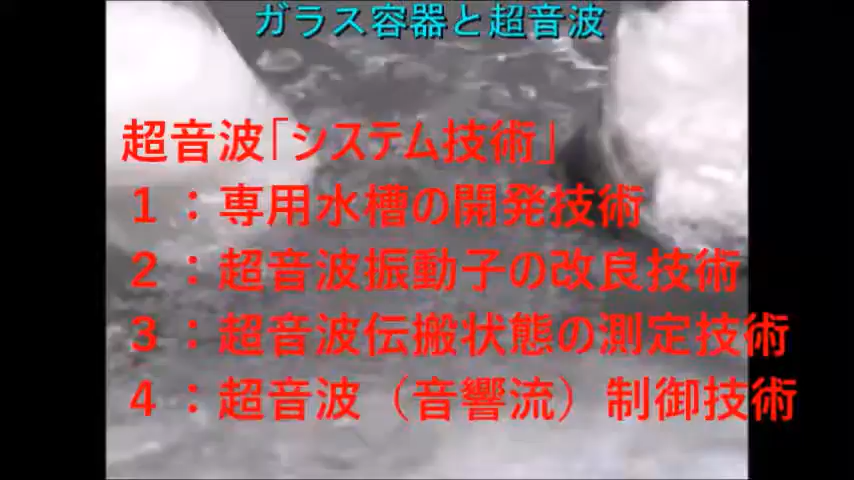 ガラス容器と超音波
超音波「システム技術」
１：専用水槽の開発技術
２：超音波振動子の改良技術
３：超音波伝搬状態の測定技術
４：超音波（音響流）制御技術